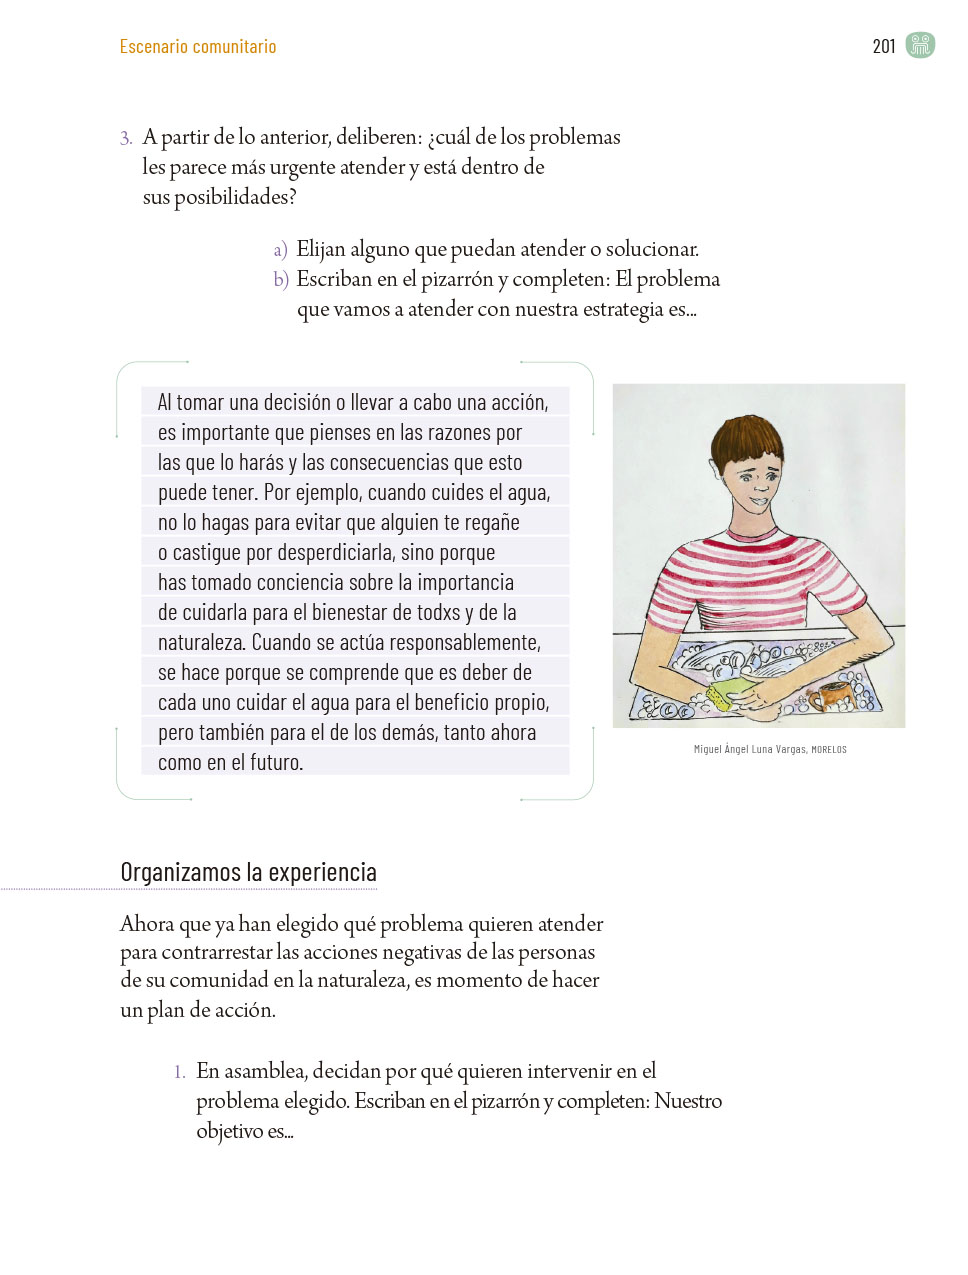 Escenario comunitario
201
3. A partir de lo anterior, deliberen: ¿cuál de los problemas
les parece más urgente atender y está dentro de
sus posibilidades?
a) Elijan alguno que puedan atender o solucionar.
b) Escriban en el pizarrón y completen: El problema
que vamos a atender con nuestra estrategia es...
Al tomar una decisión o llevar a cabo una acción,
es importante que pienses en las razones por
las que lo harás y las consecuencias que esto
puede tener. Por ejemplo, cuando cuides el agua,
no lo hagas para evitar que alguien te regañe
o castigue por desperdiciarla, sino porque
has tomado conciencia sobre la importancia
de cuidarla para el bienestar de todxs y de la
naturaleza. Cuando se actúa responsablemente,
se hace porque se comprende que es deber de
cada uno cuidar el agua para el beneficio propio,
pero también para el de los demás, tanto ahora
como en el futuro.
Miguel Ángel Luna Vargas, MORELOS
Organizamos la experiencia
Ahora que ya han elegido qué problema quieren atender
para contrarrestar las acciones negativas de las personas
de su comunidad en la naturaleza, es momento de hacer
un plan de acción.
1. En asamblea, decidan por qué quieren intervenir en el
problema elegido. Escriban en el pizarrón y completen: Nuestro
objetivo es...